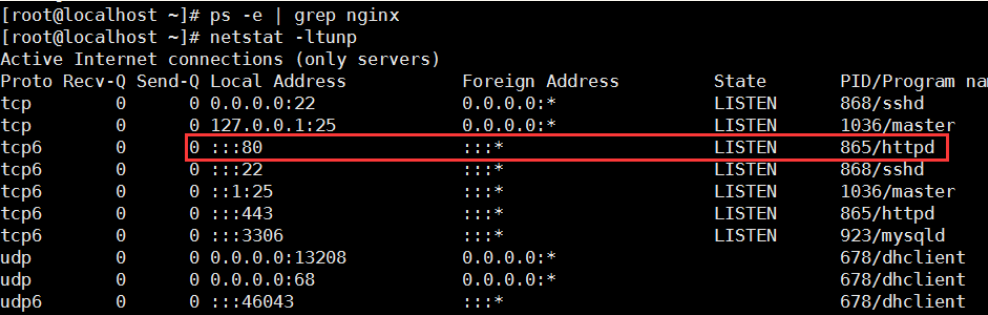 [root@localhost ~]# ps -e | grep nginx
[root@localhost ~]# netstat -ltunp
Active Internet connections (only servers)
Proto Recv-Q Send-Q Local Address           Foreign Address         State       PID/Program na
tcp        0      0 0.0.0.0:22              0.0.0.0:*               LISTEN      868/sshd
tcp        0      0 127.0.0.1:25            0.0.0.0:*               LISTEN      1036/master
tcp6       0      0 :::80                   :::*                    LISTEN      865/httpd
tcp6       0      0 :::22                   :::*                    LISTEN      868/sshd
tcp6       0      0 ::1:25                  :::*                    LISTEN      1036/master
tcp6       0      0 :::443                  :::*                    LISTEN      865/httpd
tcp6       0      0 :::3306                 :::*                    LISTEN      923/mysqld
udp        0      0 0.0.0.0:13208           0.0.0.0:*                           678/dhclient
udp        0      0 0.0.0.0:68              0.0.0.0:*                           678/dhclient
udp6       0      0 :::46043                :::*                                678/dhclient